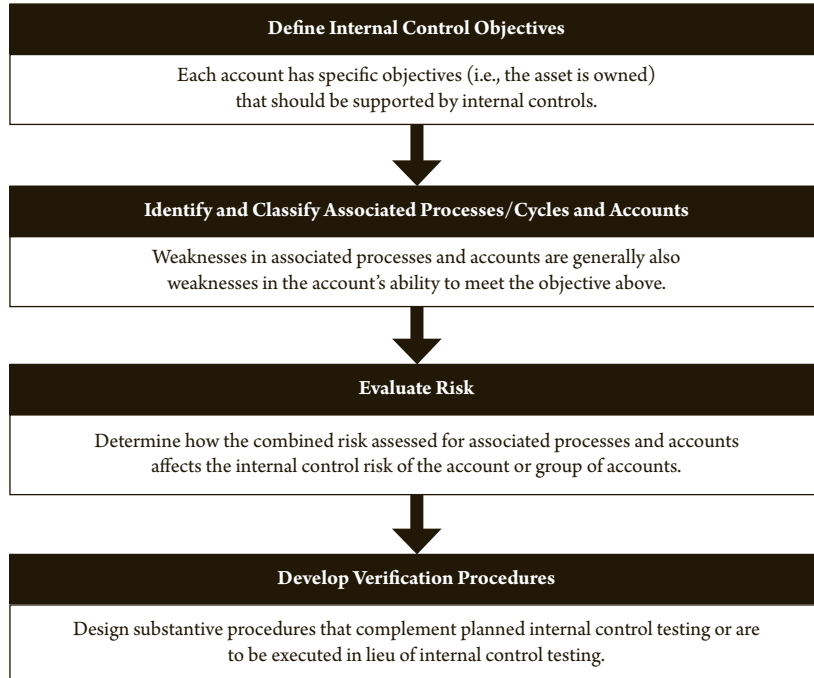 Define Internal Control Objectives
Each account has specific objectives (i.e., the asset is owned)
that should be supported by internal controls.
Identify and Classify Associated Processes/Cycles and Accounts
Weaknesses in associated processes and accounts are generally also
weaknesses in the account’s ability to meet the objective above.
Evaluate Risk
Determine how the combined risk assessed for associated processes and accounts
affects the internal control risk of the account or group of accounts.
Develop Verification Procedures
Design substantive procedures that complement planned internal control testing or are
to be executed in lieu of internal control testing.